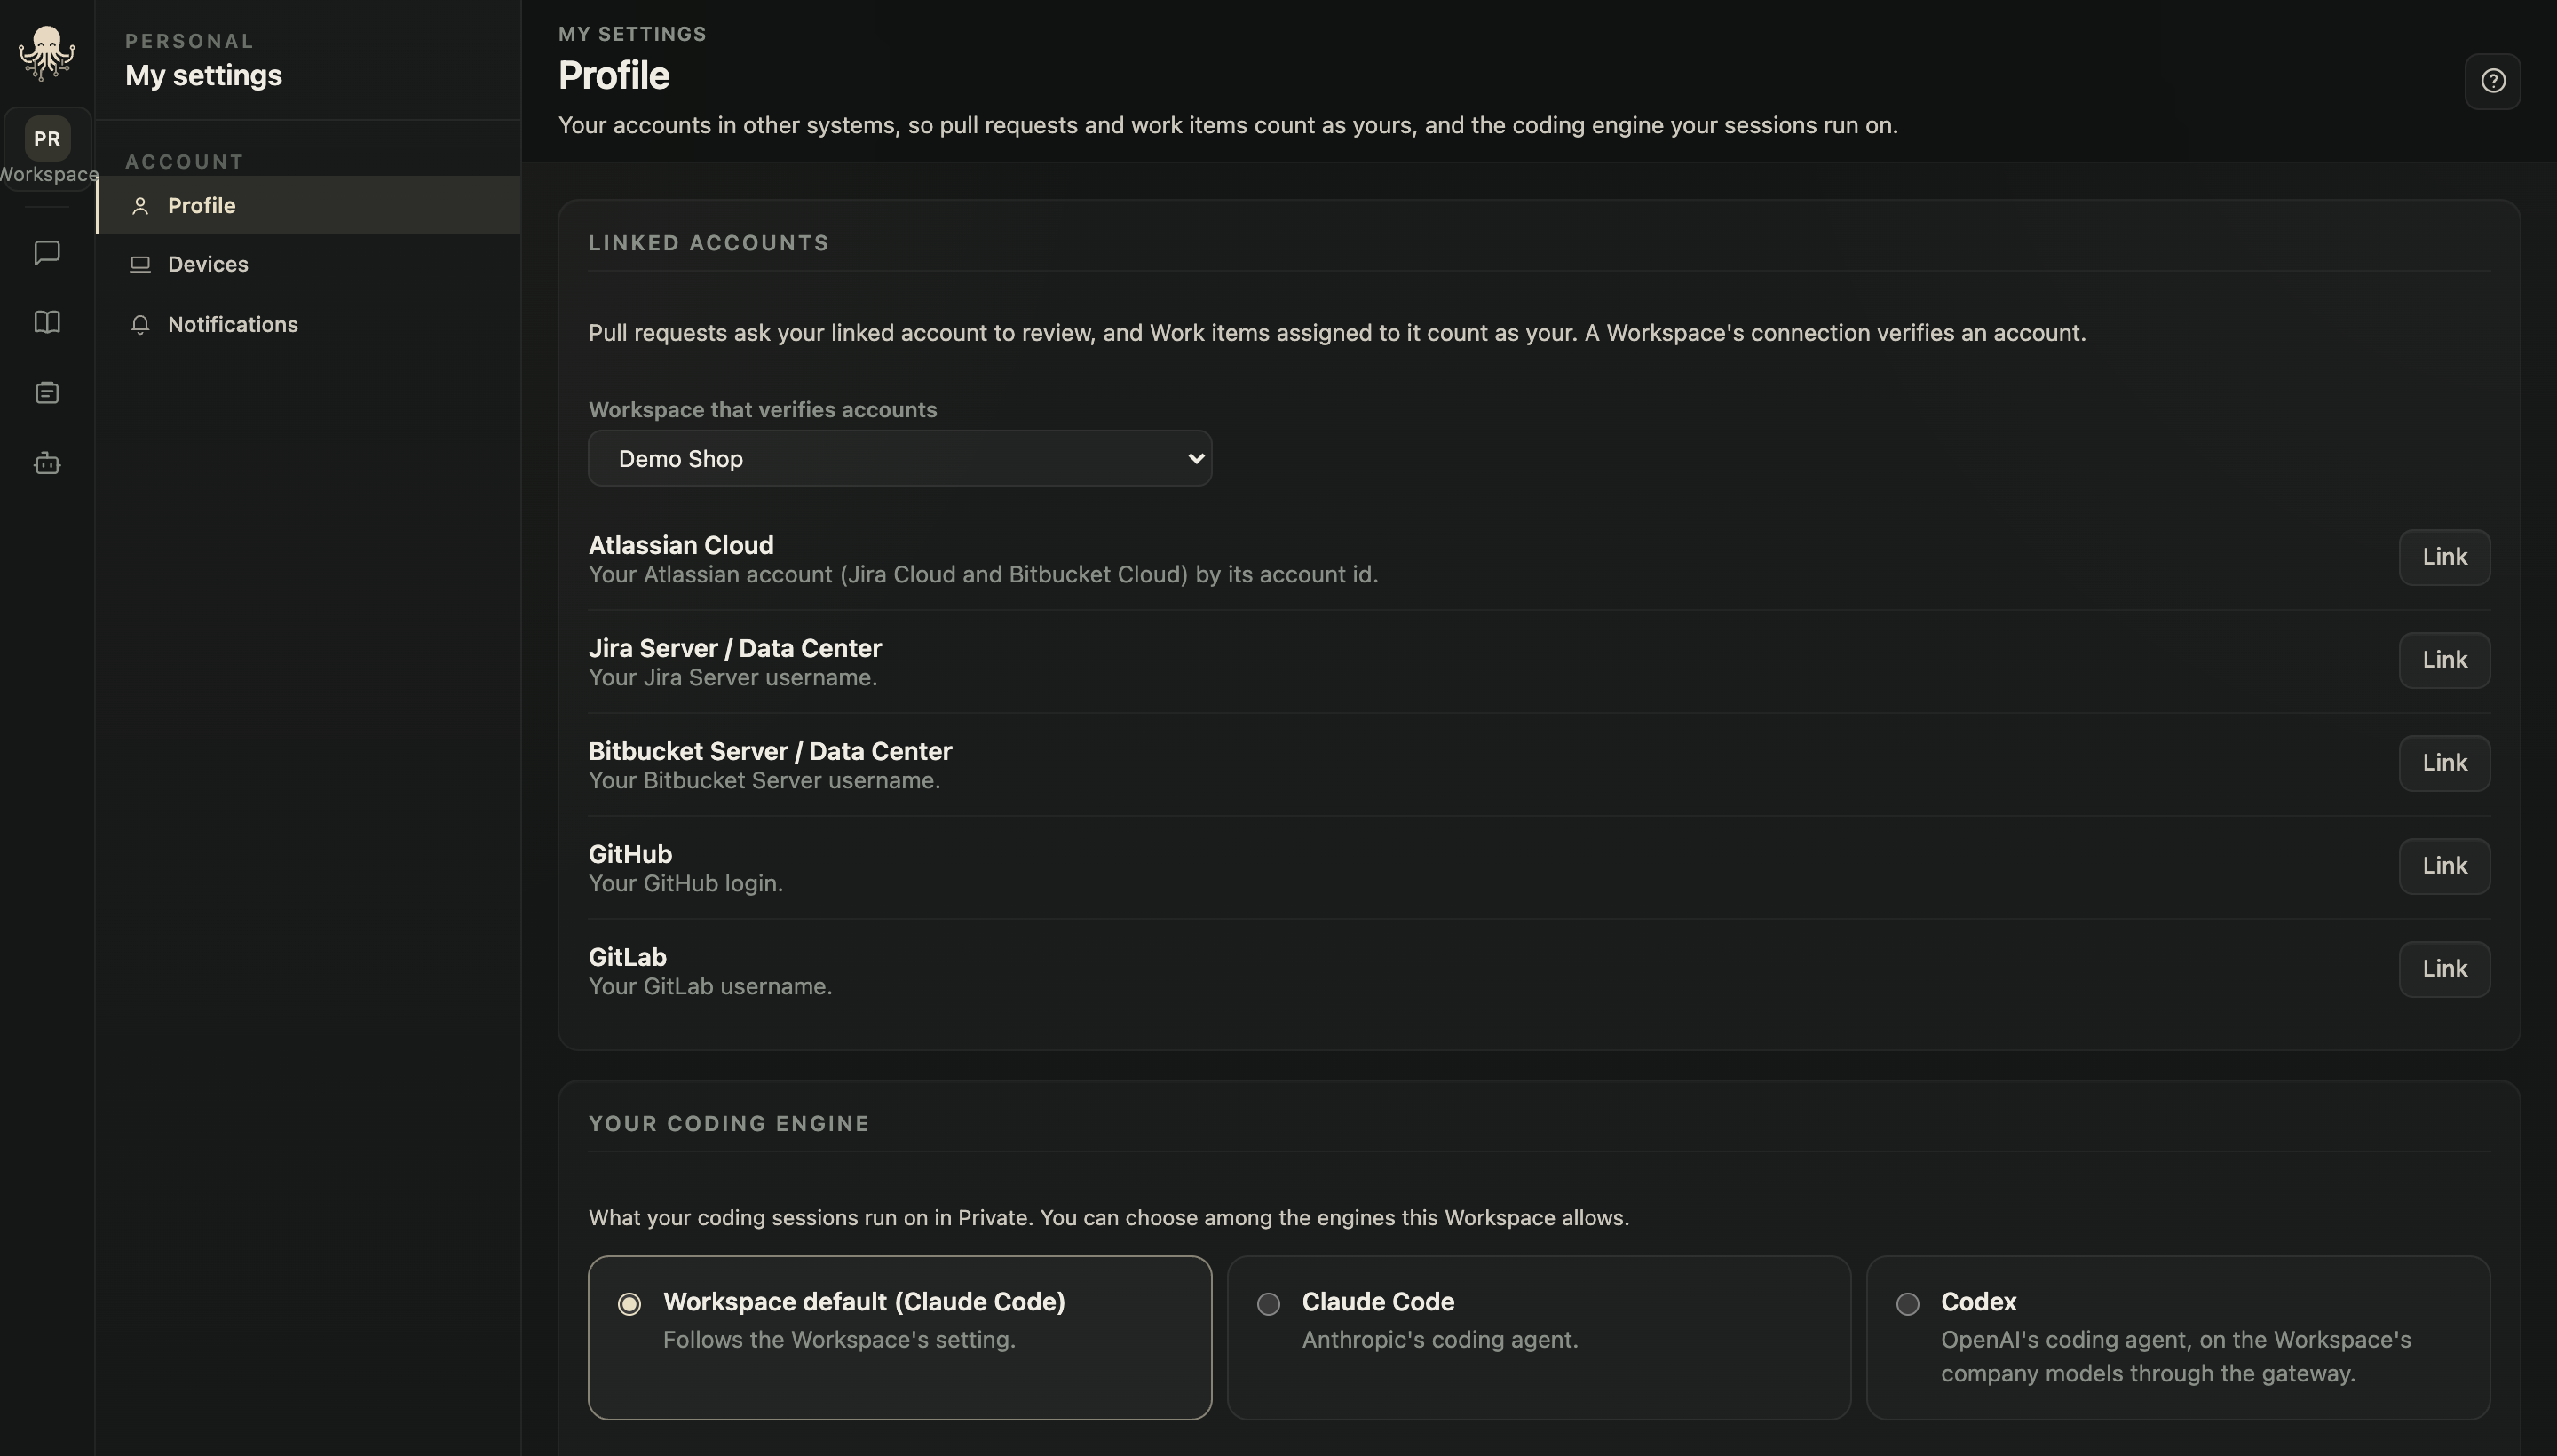 PERSONAL
My settings
PR
Workspace
ACCOUNT
Profile
Devices
Notifications
MY SETTINGS
Profile
Your accounts in other systems, so pull requests and work items count as yours, and the coding engine your sessions run on.
LINKED ACCOUNTS
Pull requests ask your linked account to review, and Work items assigned to it count as your. A Workspace's connection verifies an account.
Workspace that verifies accounts
Demo Shop
Atlassian Cloud
Your Atlassian account (Jira Cloud and Bitbucket Cloud) by its account id.
Link
Jira Server / Data Center
Your Jira Server username.
Link
Bitbucket Server / Data Center
Your Bitbucket Server username.
Link
GitHub
Your GitHub login.
Link
GitLab
Your GitLab username.
Link
YOUR CODING ENGINE
What your coding sessions run on in Private. You can choose among the engines this Workspace allows.
Workspace default (Claude Code)
Follows the Workspace's setting.
Claude Code
Anthropic's coding agent.
Codex
OpenAI's coding agent, on the Workspace's
company models through the gateway.